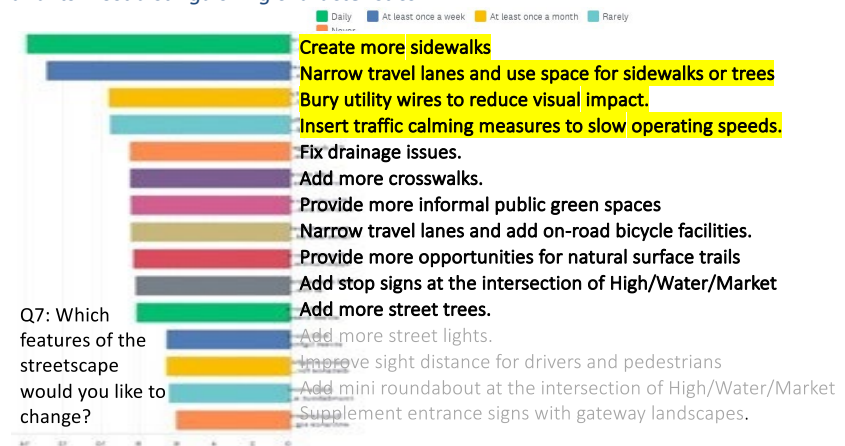 Daily At least once a week At least once a month Rarely
Never
Create more sidewalks
Narrow travel lanes and use space for sidewalks or trees
Bury utility wires to reduce visual impact.
Insert traffic calming measures to slow operating speeds.
Fix drainage issues.
Add more crosswalks.
Provide more informal public green spaces
Narrow travel lanes and add on-road bicycle facilities.
Provide more opportunities for natural surface trails
Add stop signs at the intersection of High/Water/Market
Add more street trees.
Add more street lights.
Improve sight distance for drivers and pedestrians
Add mini roundabout at the intersection of High/Water/Market
Supplement entrance signs with gateway landscapes.
Q7: Which
features of the
streetscape
would you like to
change?